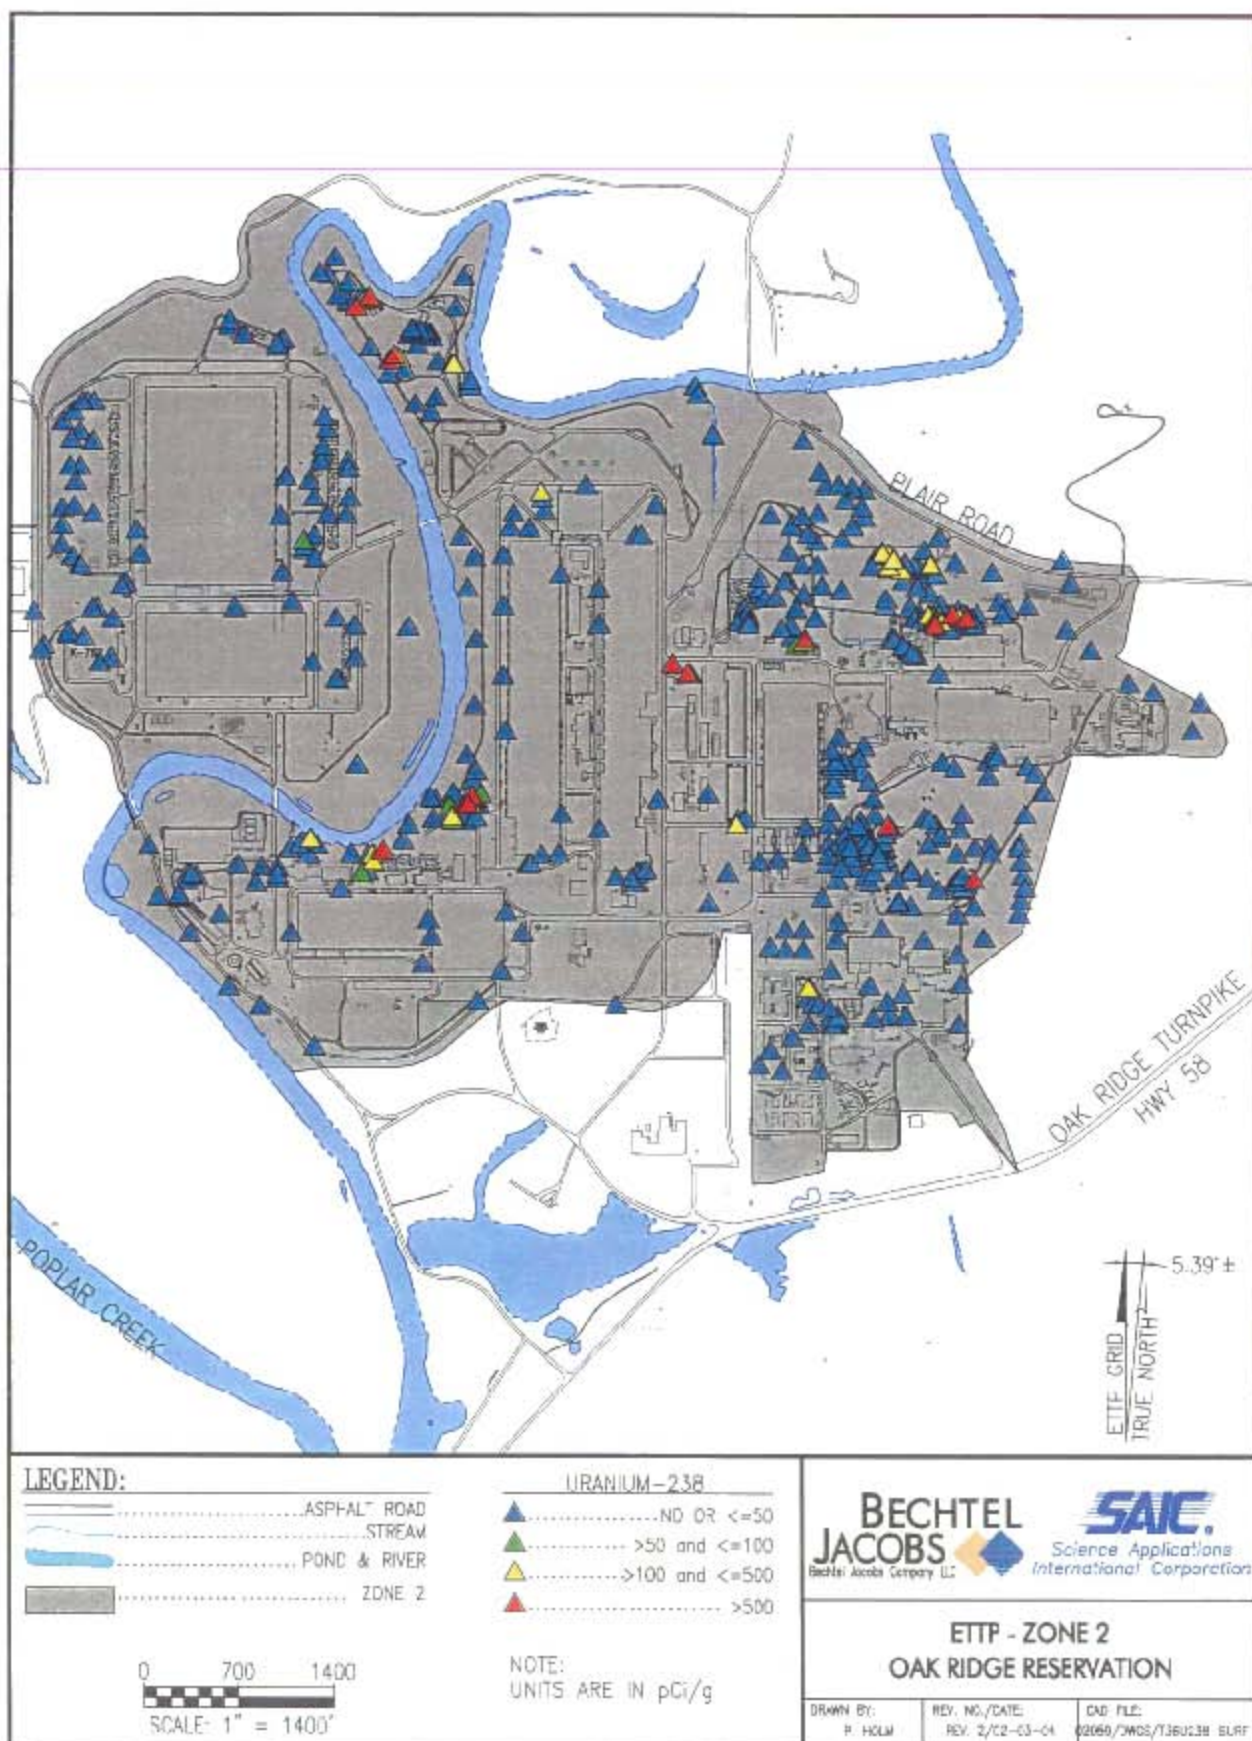 BLAIR ROAD
OAK RIDGE TURNPIKE
HWY 58
POPLAR CREEK
5.39°±
ETTP GRID
TRUE NORTH
LEGEND:
ASPHALT ROAD
STREAM
POND & RIVER
ZONE 2
0 700 1400
SCALE: 1" = 1400'
URANIUM-238
ND OR <=50
>50 and <=100
>100 and <=500
>500
NOTE:
UNITS ARE IN pCi/g
BECHTEL
JACOBS
Bechtel Jacobs Company LLC
SAIC.
Science Applications
International Corporation
ETTP - ZONE 2
OAK RIDGE RESERVATION
DRAWN BY:
P. HOLM
REV. NO./DATE:
REV. 2/02-03-04
CAD FILE: